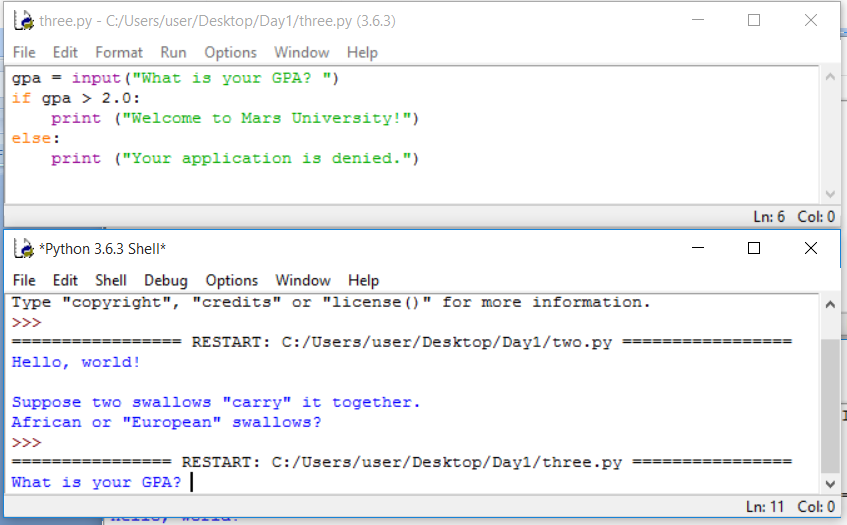 three.py - C:/Users/user/Desktop/Day1/three.py (3.6.3)
File Edit Format Run Options Window Help
gpa = input("What is your GPA? ")
if gpa > 2.0:
    print ("Welcome to Mars University!")
else:
    print ("Your application is denied.")
Ln: 6 Col: 0
*Python 3.6.3 Shell*
File Edit Shell Debug Options Window Help
Type "copyright", "credits" or "license()" for more information.
>>>
================= RESTART: C:/Users/user/Desktop/Day1/two.py =================
Hello, world!
Suppose two swallows "carry" it together.
African or "European" swallows?
>>>
================ RESTART: C:/Users/user/Desktop/Day1/three.py ================
What is your GPA?
Ln: 11 Col: 0